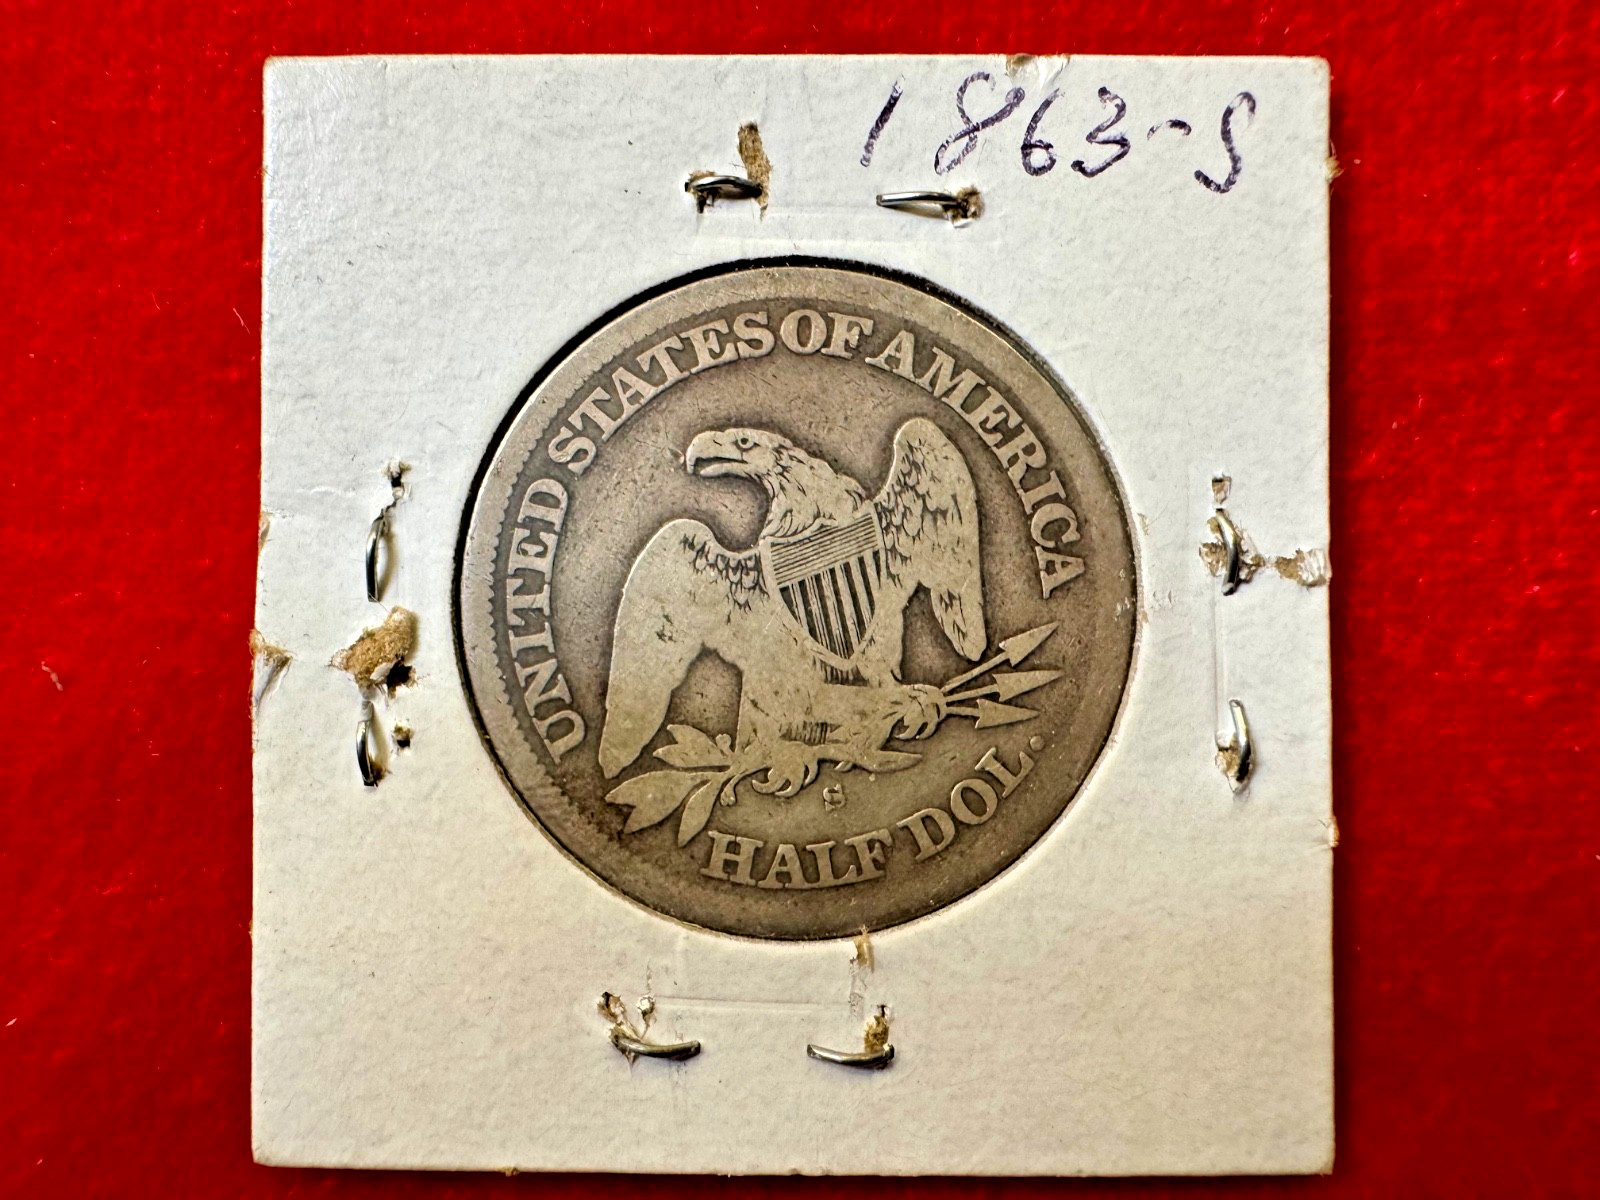 1863-S
UNITED STATES OF AMERICA
S
HALF DOL.